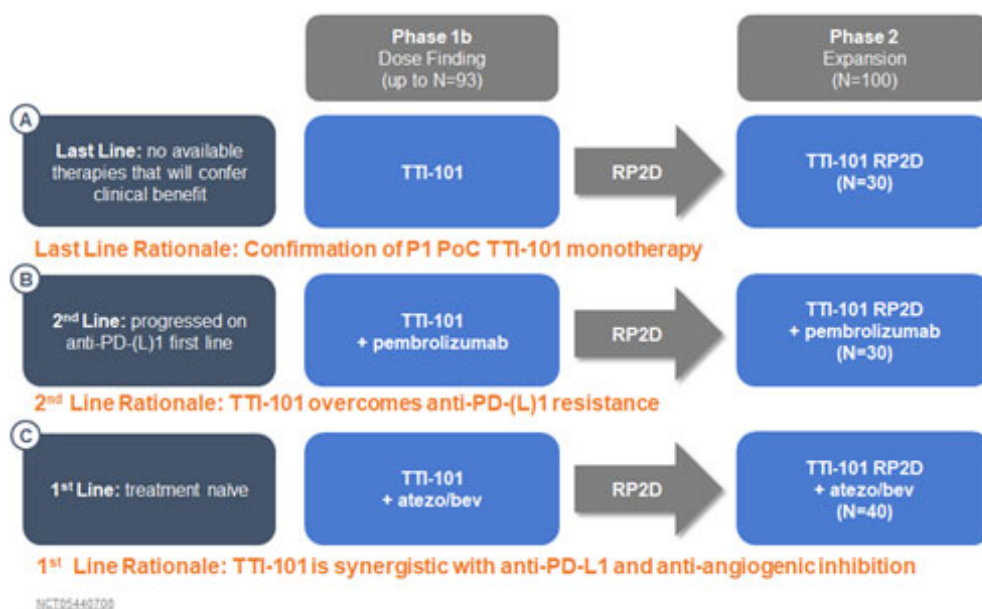 Phase 1b
Dose Finding
(up to N=93)
Phase 2
Expansion
(N=100)
A
Last Line: no available
therapies that will confer
clinical benefit
TTI-101
RP2D
TTI-101 RP2D
(N=30)
Last Line Rationale: Confirmation of P1 PoC TTI-101 monotherapy
B
2nd Line: progressed on
anti-PD-(L)1 first line
TTI-101
+ pembrolizumab
RP2D
TTI-101 RP2D
+ pembrolizumab
(N=30)
2nd Line Rationale: TTI-101 overcomes anti-PD-(L)1 resistance
C
1st Line: treatment naïve
TTI-101
+ atezo/bev
RP2D
TTI-101 RP2D
+ atezo/bev
(N=40)
1st Line Rationale: TTI-101 is synergistic with anti-PD-L1 and anti-angiogenic inhibition
NCT05440708